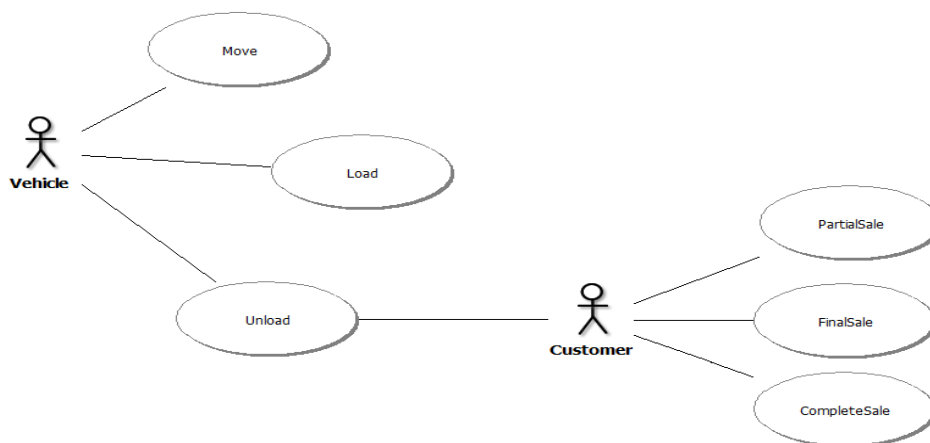 Move
Vehicle
Load
PartialSale
Unload
Customer
FinalSale
CompleteSale